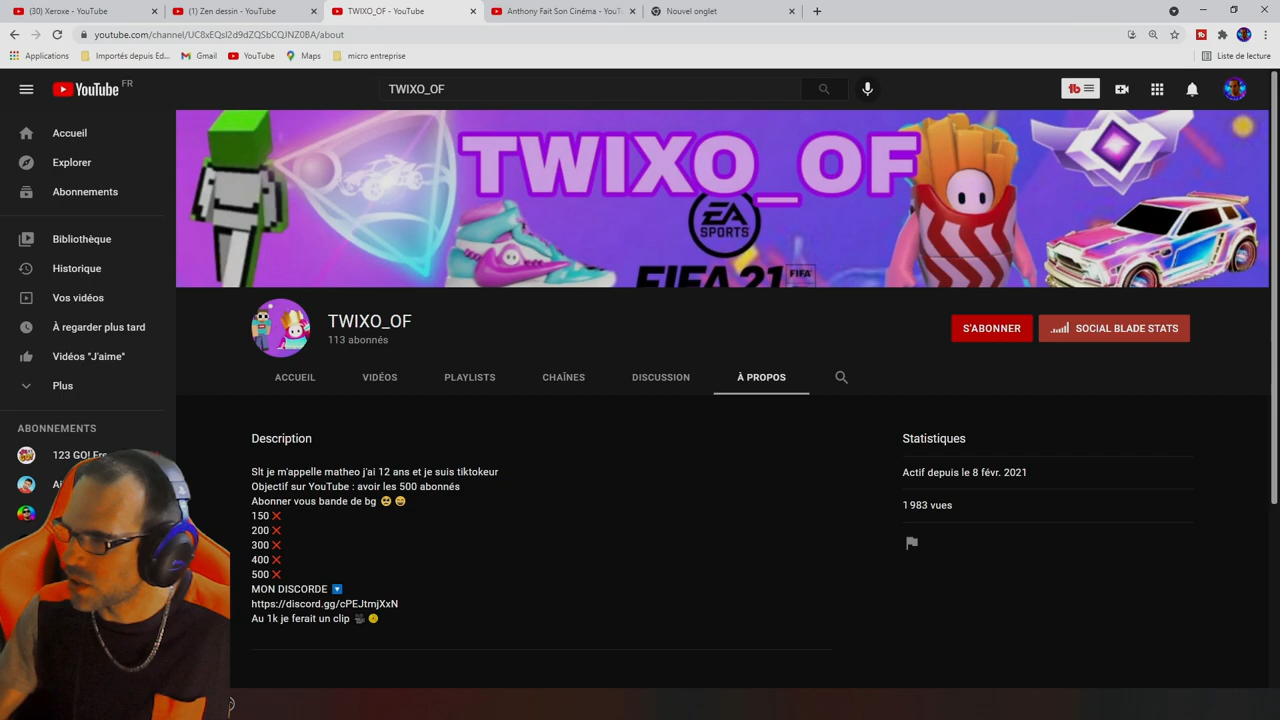 (30) Xeroxe - YouTube
(1) Zen dessin - YouTube
TWIXO_OF - YouTube
Anthony Fait Son Cinéma - YouTu
Nouvel onglet
youtube.com/channel/UC8xEQsI2d9dZQSbCQJNZ0BA/about
Applications
Importés depuis Ed...
Gmail
YouTube
Maps
micro entreprise
Liste de lecture
YouTube FR
TWIXO_OF
Accueil
Explorer
Abonnements
Bibliothèque
Historique
Vos vidéos
À regarder plus tard
Vidéos "J'aime"
Plus
ABONNEMENTS
123 GO! Fre
TWIXO_OF
EA
SPORTS
FIFA 21
FIFA
TWIXO_OF
113 abonnés
S'ABONNER
SOCIAL BLADE STATS
ACCUEIL
VIDÉOS
PLAYLISTS
CHAÎNES
DISCUSSION
À PROPOS
Description
Slt je m'appelle matheo j'ai 12 ans et je suis tiktokeur
Objectif sur YouTube : avoir les 500 abonnés
Abonner vous bande de bg
150 ❌
200 ❌
300 ❌
400 ❌
500 ❌
MON DISCORDE 🔽
https://discord.gg/cPEJtmjXxN
Au 1k je ferait un clip
Statistiques
Actif depuis le 8 févr. 2021
1 983 vues